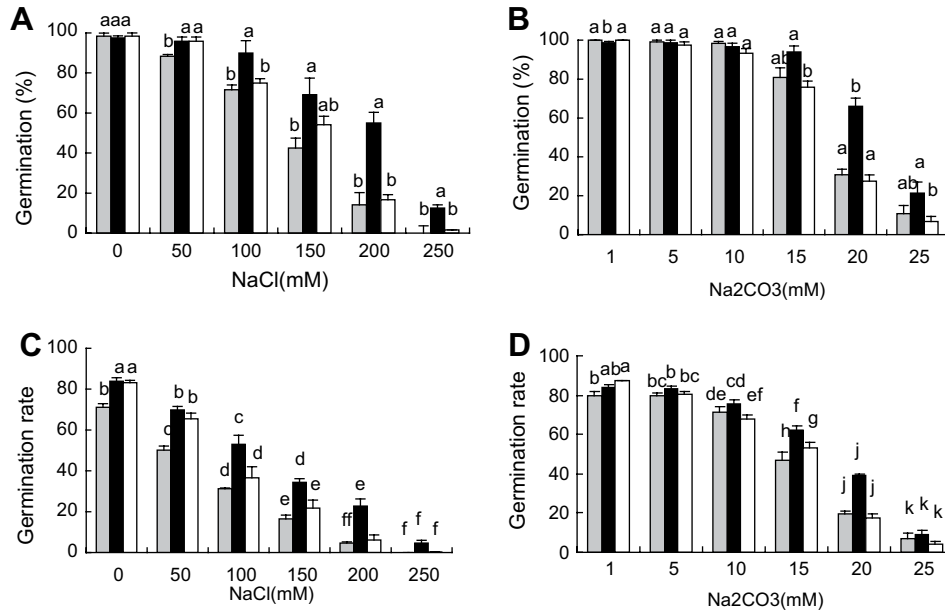 A
Germination (%)
100
80
60
40
20
0
aaa
b a a
b a b
b a ab
b a b
b a b
0 50 100 150 200 250
NaCl(mM)
B
Germination (%)
100
80
60
40
20
0
a b a
a a a
a a a
ab a b
a b a
ab a b
1 5 10 15 20 25
Na2CO3(mM)
C
Germination rate
100
80
60
40
20
0
b a a
c b b
d c d
e d e
ff e
f f f
0 50 100 150 200 250
NaCl(mM)
D
Germination rate
100
80
60
40
20
0
b ab a
bc b bc
de cd ef
h f g
j j j
k k k
1 5 10 15 20 25
Na2CO3(mM)